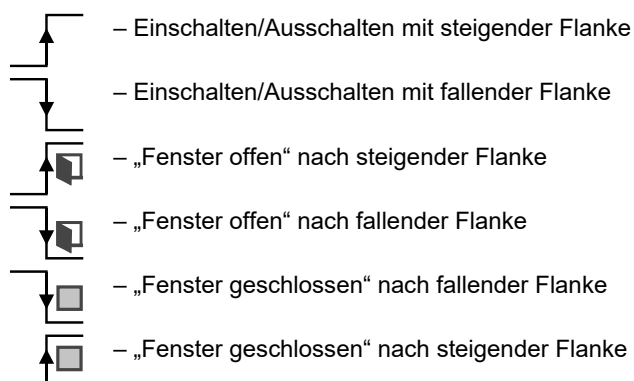 – Einschalten/Ausschalten mit steigender Flanke
– Einschalten/Ausschalten mit fallender Flanke
– „Fenster offen“ nach steigender Flanke
– „Fenster offen“ nach fallender Flanke
– „Fenster geschlossen“ nach fallender Flanke
– „Fenster geschlossen“ nach steigender Flanke